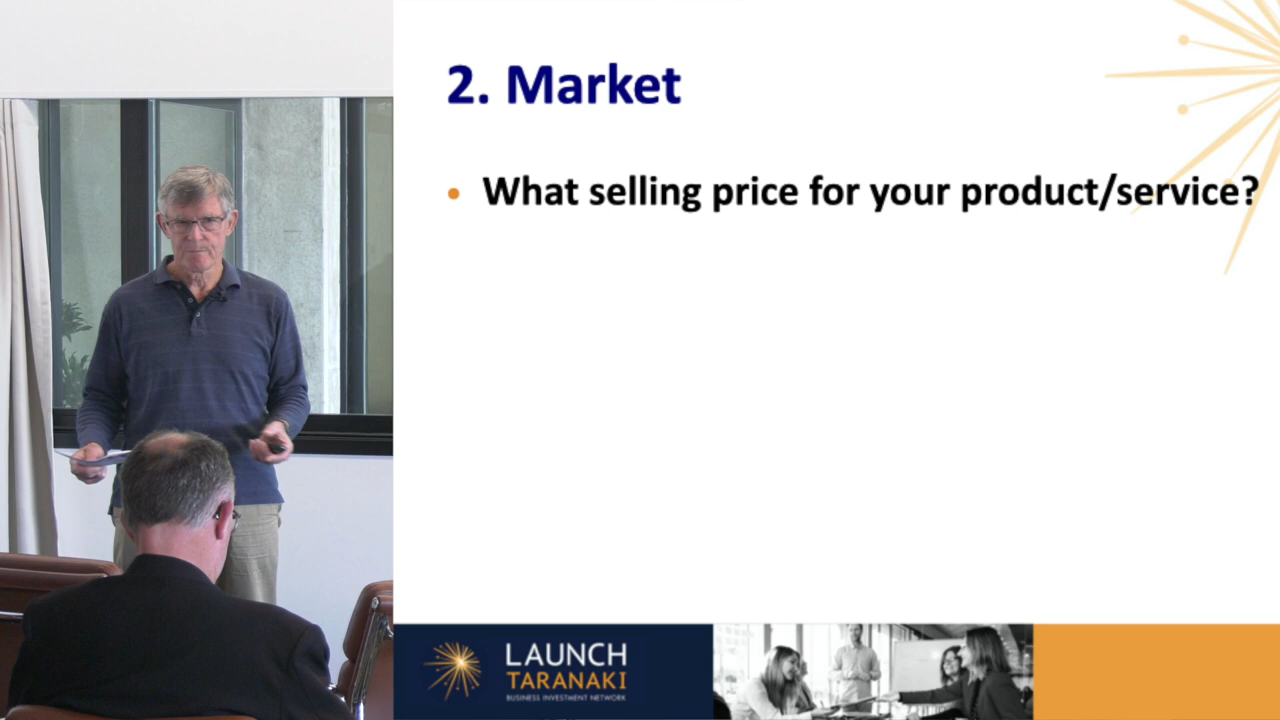 2. Market
• What selling price for your product/service?
LAUNCH
TARANAKI
BUSINESS INVESTMENT NETWORK